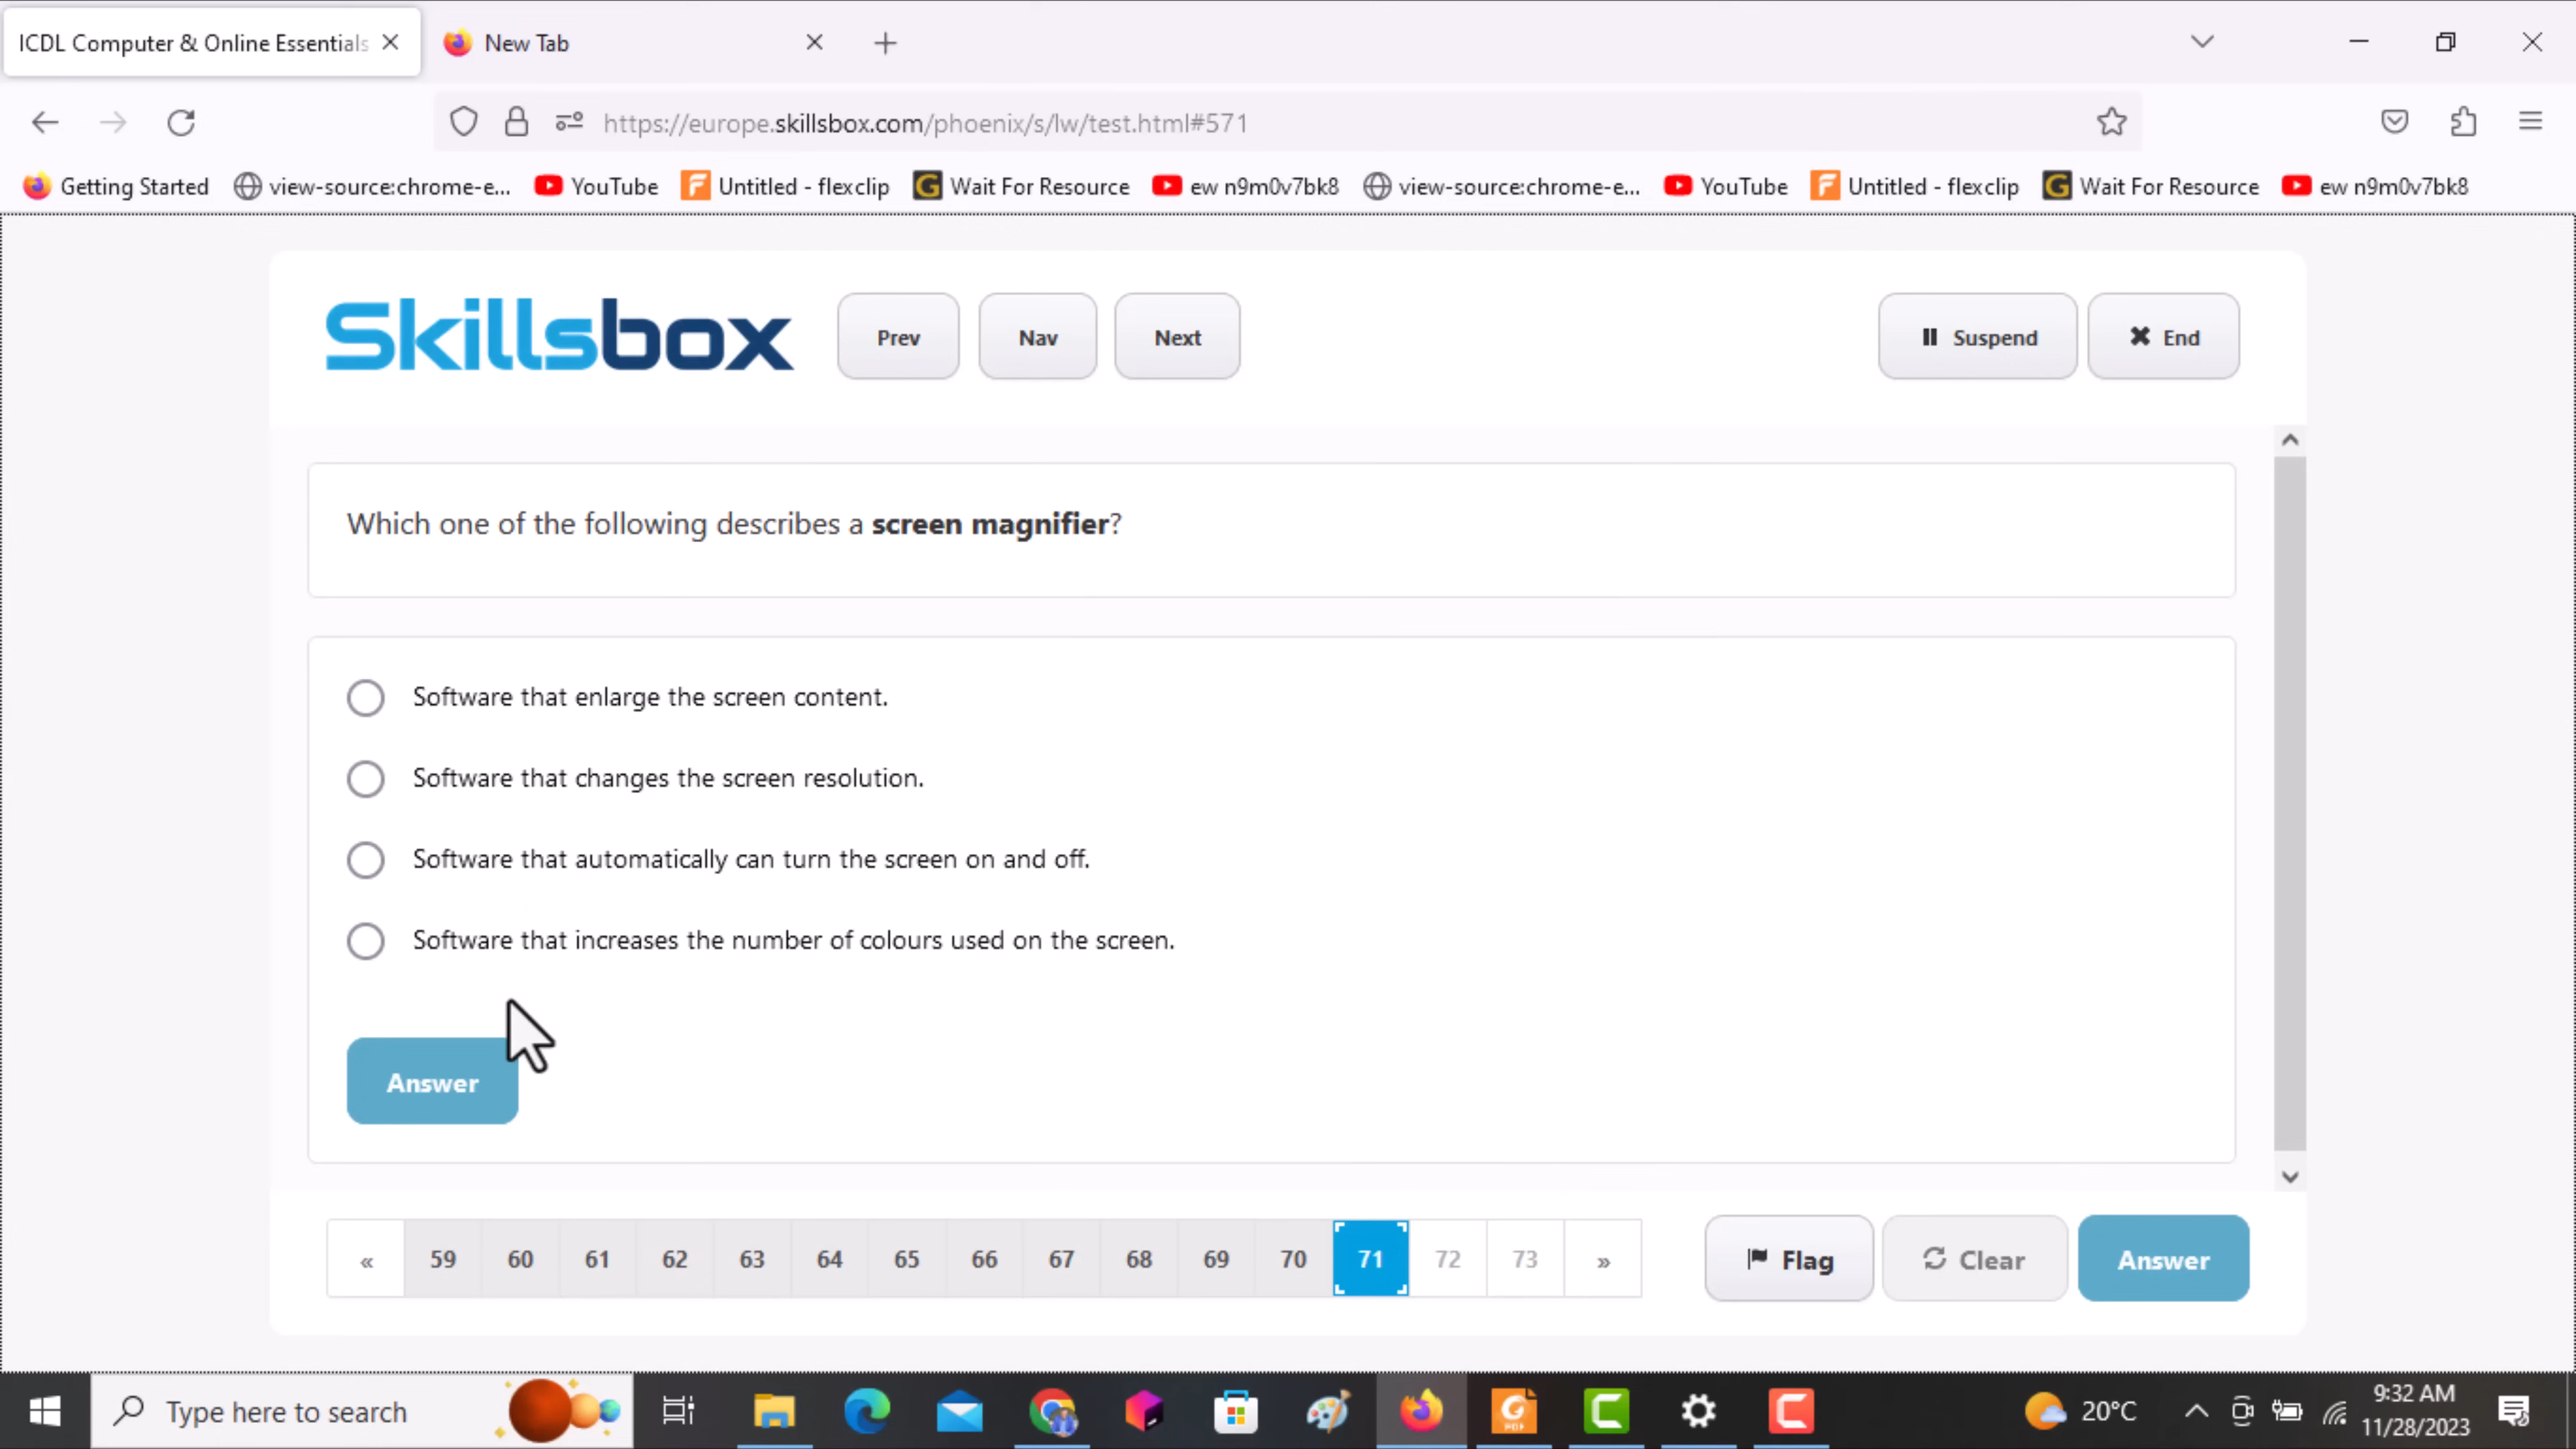 ICDL Computer & Online Essentials
New Tab
https://europe.skillsbox.com/phoenix/s/lw/test.html#571
Getting Started
view-source:chrome-e...
YouTube
Untitled - flexclip
Wait For Resource
ew n9m0v7bk8
view-source:chrome-e...
YouTube
Untitled - flexclip
Wait For Resource
ew n9m0v7bk8
Skillsbox
Prev
Nav
Next
Suspend
End
Which one of the following describes a screen magnifier?
Software that enlarge the screen content.
Software that changes the screen resolution.
Software that automatically can turn the screen on and off.
Software that increases the number of colours used on the screen.
Answer
« 59 60 61 62 63 64 65 66 67 68 69 70 71 72 73 »
Flag
Clear
Answer
Type here to search
20°C
9:32 AM
11/28/2023